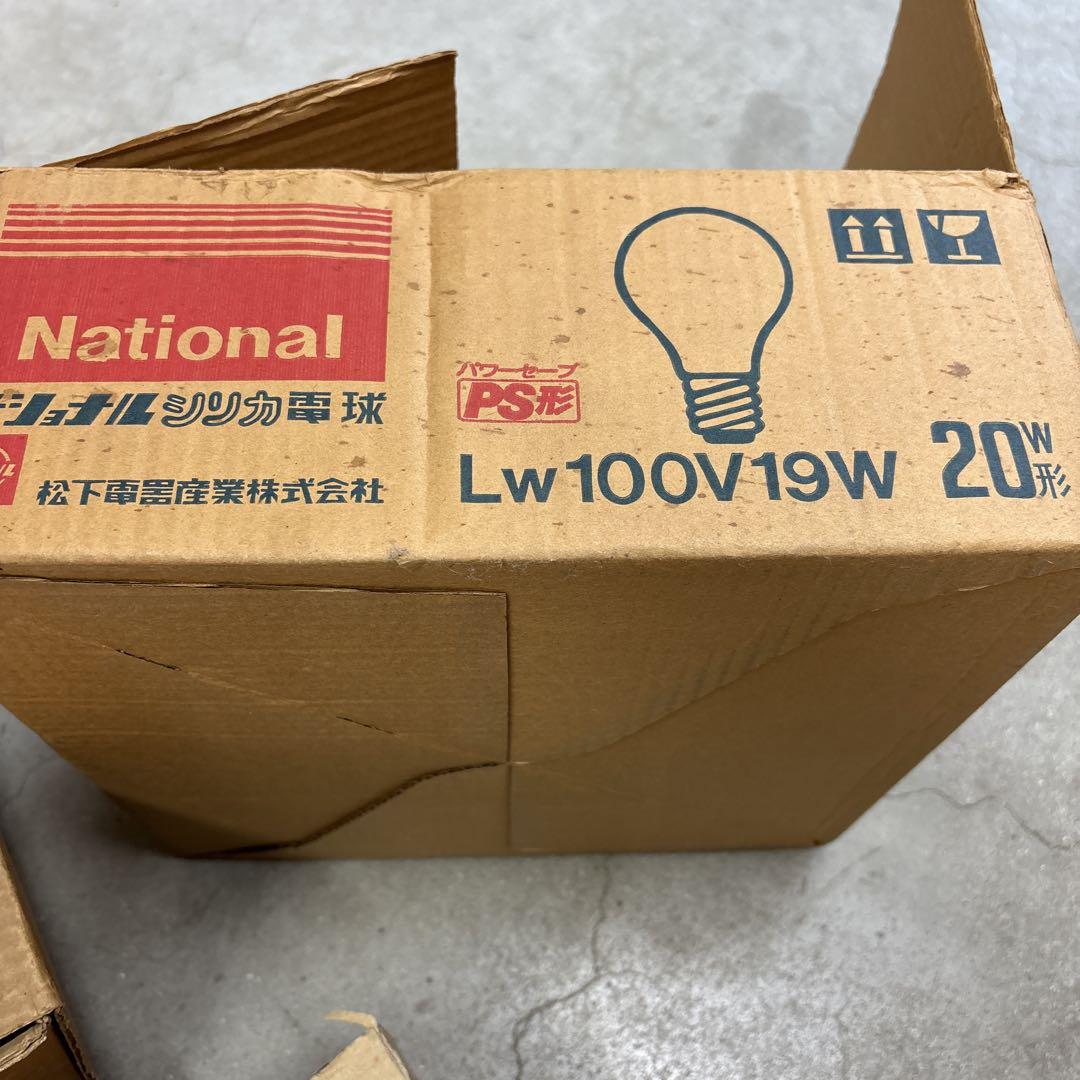 National
ショナルシリカ電球
松下電器産業株式会社
パワーセーブ
PS形
Lw100V19W
20W形